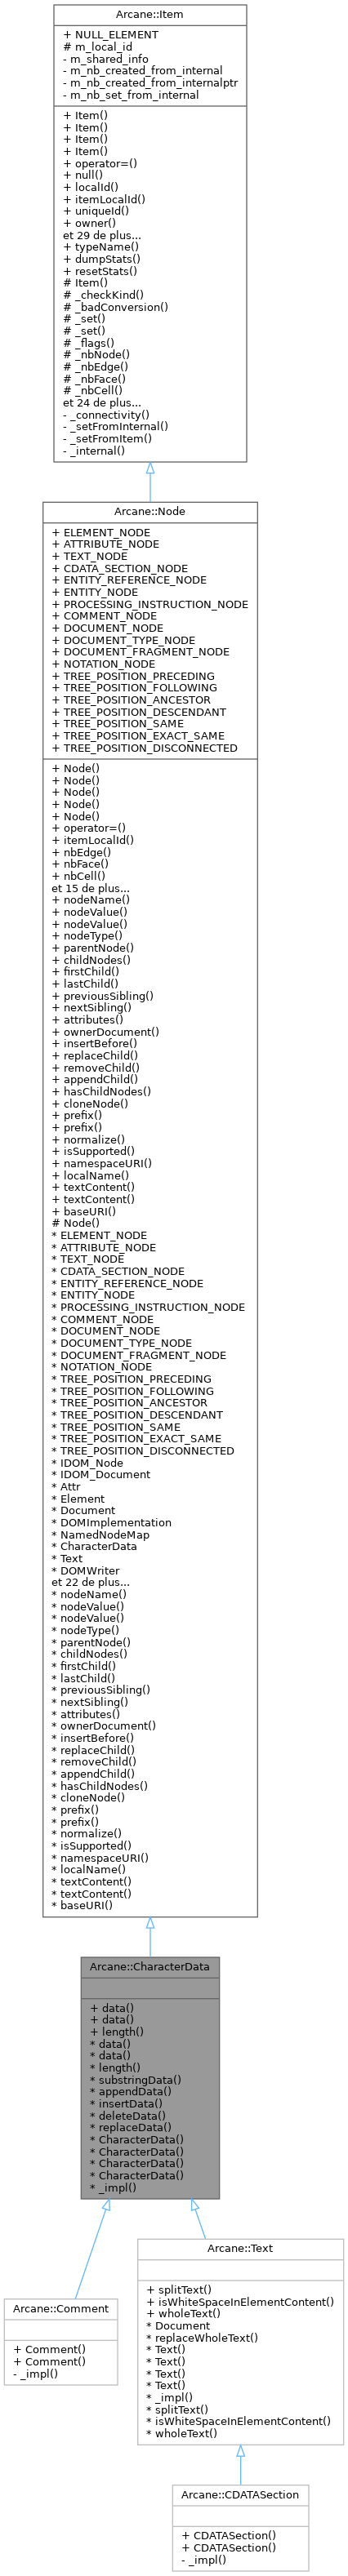 Arcane::Item
+ NULL_ELEMENT
# m_local_id
- m_shared_info
- m_nb_created_from_internal
- m_nb_created_from_internalptr
- m_nb_set_from_internal
+ Item()
+ Item()
+ Item()
+ Item()
+ operator=()
+ null()
+ localId()
+ itemLocalId()
+ uniqueId()
+ owner()
et 29 de plus...
+ typeName()
+ dumpStats()
+ resetStats()
# Item()
# _checkKind()
# _badConversion()
# _set()
# _set()
# _flags()
# _nbNode()
# _nbEdge()
# _nbFace()
# _nbCell()
et 24 de plus...
- _connectivity()
- _setFromInternal()
- _setFromItem()
- _internal()
Arcane::Node
+ ELEMENT_NODE
+ ATTRIBUTE_NODE
+ TEXT_NODE
+ CDATA_SECTION_NODE
+ ENTITY_REFERENCE_NODE
+ ENTITY_NODE
+ PROCESSING_INSTRUCTION_NODE
+ COMMENT_NODE
+ DOCUMENT_NODE
+ DOCUMENT_TYPE_NODE
+ DOCUMENT_FRAGMENT_NODE
+ NOTATION_NODE
+ TREE_POSITION_PRECEDING
+ TREE_POSITION_FOLLOWING
+ TREE_POSITION_ANCESTOR
+ TREE_POSITION_DESCENDANT
+ TREE_POSITION_SAME
+ TREE_POSITION_EXACT_SAME
+ TREE_POSITION_DISCONNECTED
+ Node()
+ Node()
+ Node()
+ Node()
+ Node()
+ operator=()
+ itemLocalId()
+ nbEdge()
+ nbFace()
+ nbCell()
et 15 de plus...
+ nodeName()
+ nodeValue()
+ nodeValue()
+ nodeType()
+ parentNode()
+ childNodes()
+ firstChild()
+ lastChild()
+ previousSibling()
+ nextSibling()
+ attributes()
+ ownerDocument()
+ insertBefore()
+ replaceChild()
+ removeChild()
+ appendChild()
+ hasChildNodes()
+ cloneNode()
+ prefix()
+ prefix()
+ normalize()
+ isSupported()
+ namespaceURI()
+ localName()
+ textContent()
+ textContent()
+ baseURI()
# Node()
* ELEMENT_NODE
* ATTRIBUTE_NODE
* TEXT_NODE
* CDATA_SECTION_NODE
* ENTITY_REFERENCE_NODE
* ENTITY_NODE
* PROCESSING_INSTRUCTION_NODE
* COMMENT_NODE
* DOCUMENT_NODE
* DOCUMENT_TYPE_NODE
* DOCUMENT_FRAGMENT_NODE
* NOTATION_NODE
* TREE_POSITION_PRECEDING
* TREE_POSITION_FOLLOWING
* TREE_POSITION_ANCESTOR
* TREE_POSITION_DESCENDANT
* TREE_POSITION_SAME
* TREE_POSITION_EXACT_SAME
* TREE_POSITION_DISCONNECTED
* IDOM_Node
* IDOM_Document
* Attr
* Element
* Document
* DOMImplementation
* NamedNodeMap
* CharacterData
* Text
* DOMWriter
et 22 de plus...
* nodeName()
* nodeValue()
* nodeValue()
* nodeType()
* parentNode()
* childNodes()
* firstChild()
* lastChild()
* previousSibling()
* nextSibling()
* attributes()
* ownerDocument()
* insertBefore()
* replaceChild()
* removeChild()
* appendChild()
* hasChildNodes()
* cloneNode()
* prefix()
* prefix()
* normalize()
* isSupported()
* namespaceURI()
* localName()
* textContent()
* textContent()
* baseURI()
Arcane::CharacterData
+ data()
+ data()
+ length()
* data()
* data()
* length()
* substringData()
* appendData()
* insertData()
* deleteData()
* replaceData()
* CharacterData()
* CharacterData()
* CharacterData()
* CharacterData()
* _impl()
Arcane::Comment
+ Comment()
+ Comment()
- _impl()
Arcane::Text
+ splitText()
+ isWhiteSpaceInElementContent()
+ wholeText()
* Document
* replaceWholeText()
* Text()
* Text()
* Text()
* Text()
* _impl()
* splitText()
* isWhiteSpaceInElementContent()
* wholeText()
Arcane::CDATASection
+ CDATASection()
+ CDATASection()
- _impl()